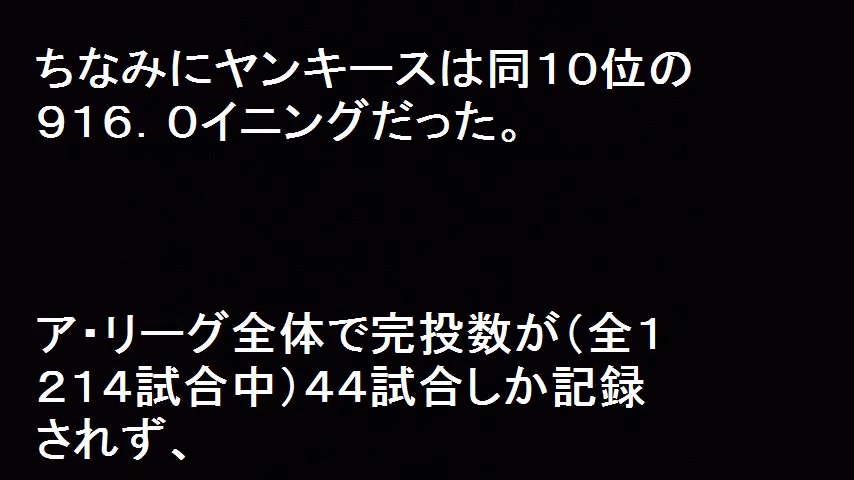 ちなみにヤンキースは同１０位の
９１６．０イニングだった。
ア・リーグ全体で完投数が（全１
２１４試合中）４４試合しか記録
されず、